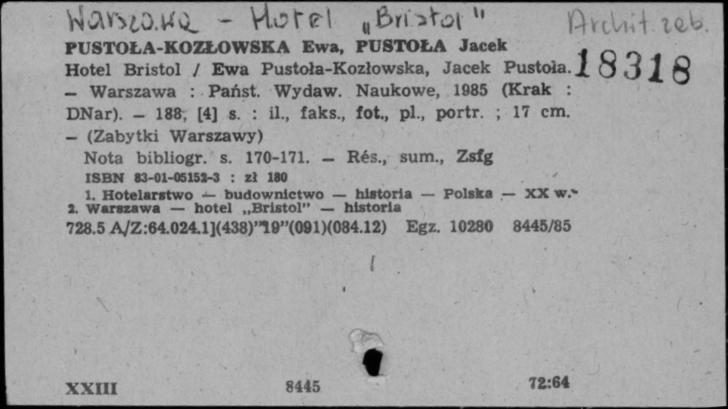 Warszawa - Hotel „Bristol"
Archit. zab.
PUSTOŁA-KOZŁOWSKA Ewa, PUSTOŁA Jacek
18318
Hotel Bristol / Ewa Pustoła-Kozłowska, Jacek Pustoła.
— Warszawa : Państ. Wydaw. Naukowe, 1985 (Krak :
DNar). — 188, [4] s. : il., faks., fot., pl., portr. ; 17 cm.
— (Zabytki Warszawy)
Nota bibliogr. s. 170-171. — Rés., sum., Zsfg
ISBN 83-01-05152-3 : zł 180
1. Hotelarstwo — budownictwo — historia — Polska — XX w.-
2. Warszawa — hotel „Bristol” — historia
728.5 A/Z:64.024.1](438)”19”(091)(084.12) Egz. 10280 8445/85
XXIII 8445 72:64